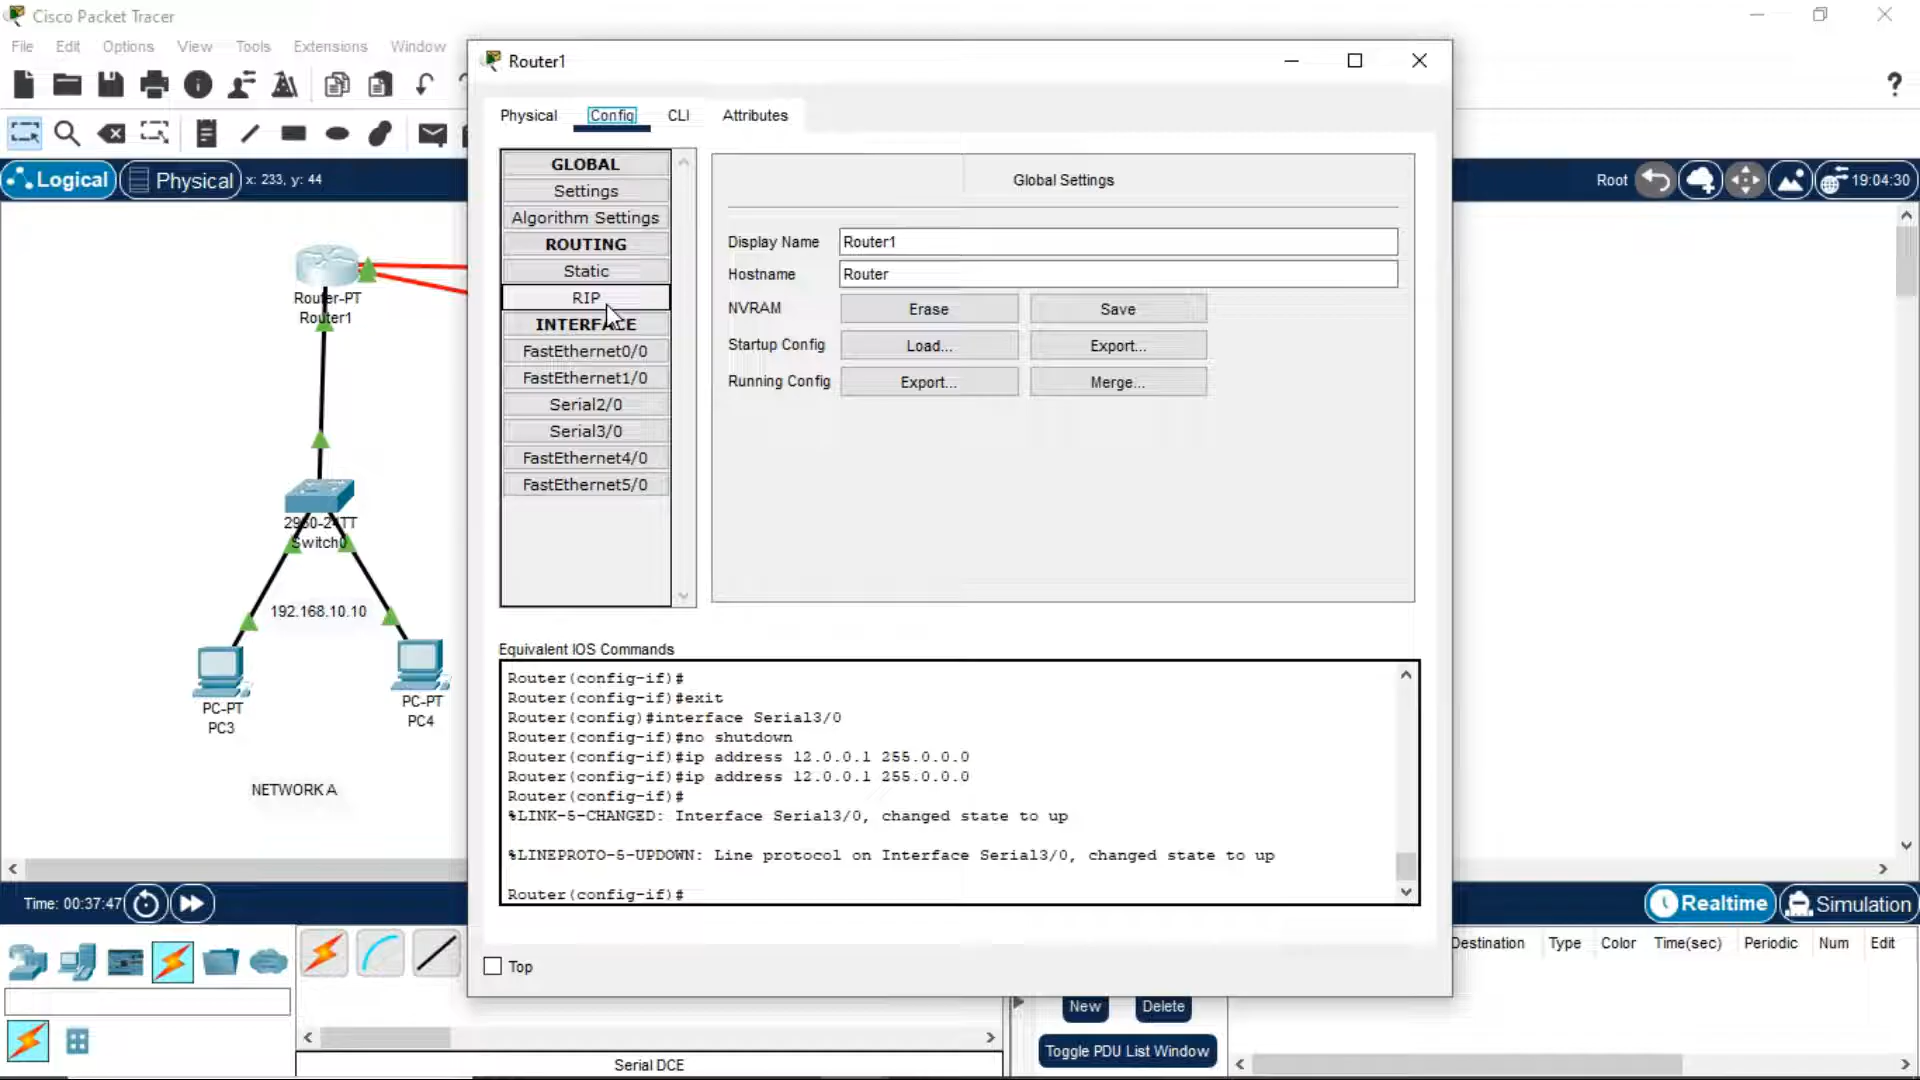 Cisco Packet Tracer
File Edit Options View Tools Extensions Window
Logical Physical x: 233, y: 44
Root 19:04:30
Router1
Physical Config CLI Attributes
GLOBAL
Settings
Algorithm Settings
ROUTING
Static
RIP
INTERFACE
FastEthernet0/0
FastEthernet1/0
Serial2/0
Serial3/0
FastEthernet4/0
FastEthernet5/0
Global Settings
Display Name Router1
Hostname Router
NVRAM Erase Save
Startup Config Load... Export...
Running Config Export... Merge...
Equivalent IOS Commands
Router(config-if)#
Router(config-if)#exit
Router(config)#interface Serial3/0
Router(config-if)#no shutdown
Router(config-if)#ip address 12.0.0.1 255.0.0.0
Router(config-if)#ip address 12.0.0.1 255.0.0.0
Router(config-if)#
%LINK-5-CHANGED: Interface Serial3/0, changed state to up
%LINEPROTO-5-UPDOWN: Line protocol on Interface Serial3/0, changed state to up
Router(config-if)#
Top
Router-PT
Router1
2950-24TT
Switch0
192.168.10.10
PC-PT
PC3
PC-PT
PC4
NETWORK A
Time: 00:37:47
Realtime Simulation
Destination Type Color Time(sec) Periodic Num Edit
New Delete
Toggle PDU List Window
Serial DCE